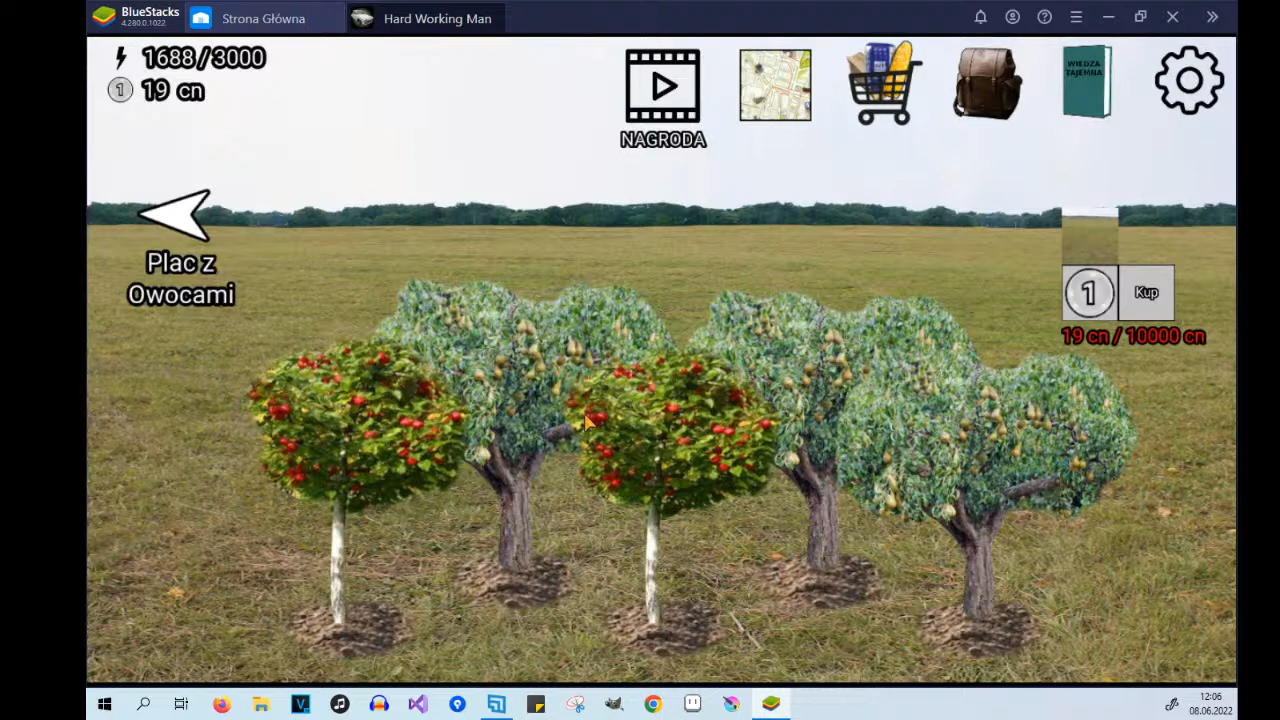 BlueStacks
4.280.0.1022
Strona Główna
Hard Working Man
1688 / 3000
1 19 cn
NAGRODA
WIEDZA
TAJEMNA
Plac z
Owocami
1 Kup
19 cn / 10000 cn
12:06
08.06.2022